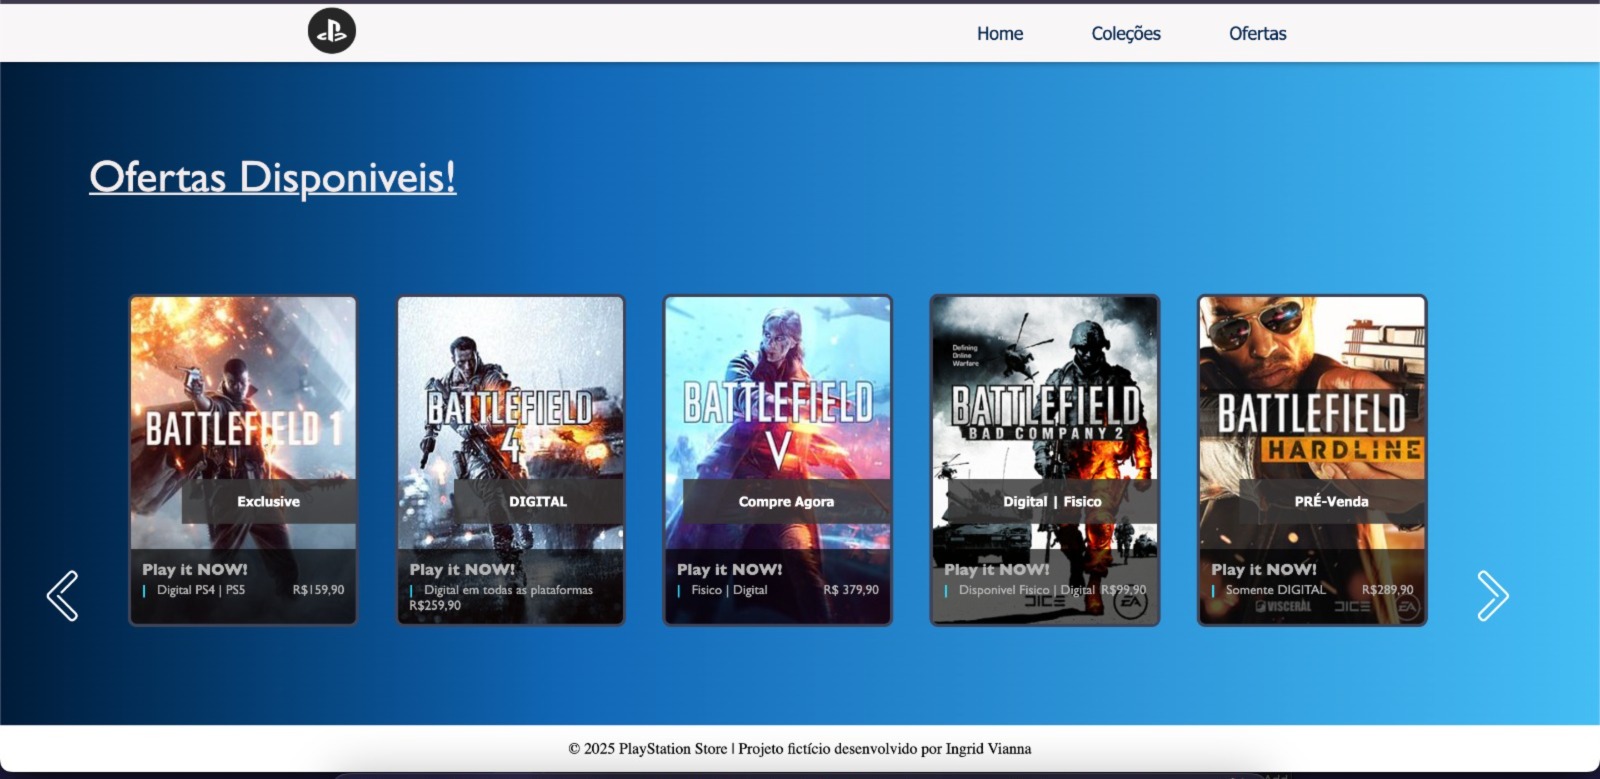 Home Coleções Ofertas
Ofertas Disponiveis!
BATTLEFIELD 1
Exclusive
Play it NOW!
| Digital PS4 | PS5 R$159,90
BATTLEFIELD
4
DIGITAL
Play it NOW!
| Digital em todas as plataformas
R$259,90
BATTLEFIELD
V
Compre Agora
Play it NOW!
| Fisico | Digital R$ 379,90
Defining
Online
Warfare
BATTLEFIELD
BAD COMPANY 2
Digital | Fisico
Play it NOW!
| Disponivel Fisico | Digital R$99,90
DICE EA
BATTLEFIELD
HARDLINE
PRÉ-Venda
Play it NOW!
| Somente DIGITAL R$289,90
VISCERAL DICE EA
© 2025 PlayStation Store | Projeto fictício desenvolvido por Ingrid Vianna